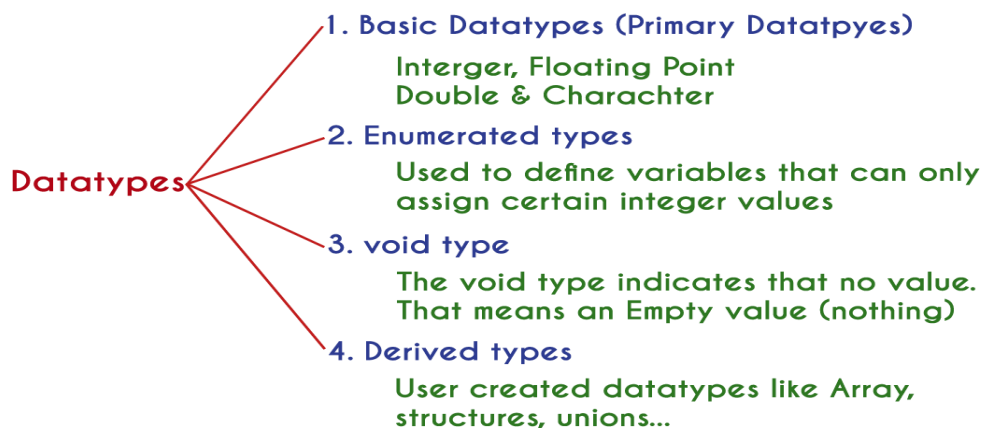 1. Basic Datatypes (Primary Datatpyes)
Interger, Floating Point
Double & Charachter
2. Enumerated types
Used to define variables that can only
assign certain integer values
Datatypes
3. void type
The void type indicates that no value.
That means an Empty value (nothing)
4. Derived types
User created datatypes like Array,
structures, unions...